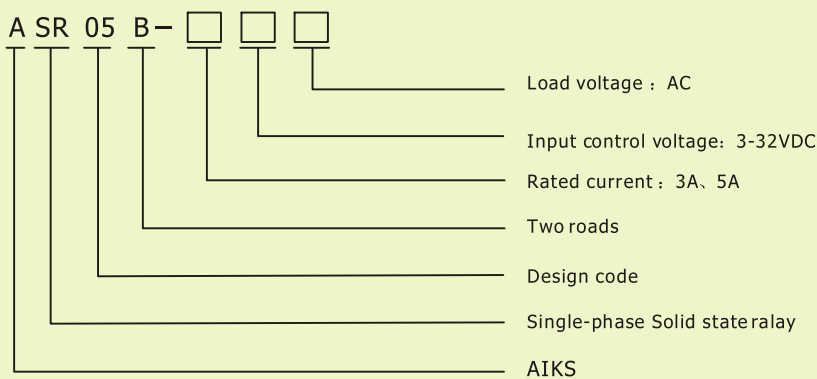 A SR 05 B-□ □ □
Load voltage：AC
Input control voltage：3-32VDC
Rated current：3A、5A
Two roads
Design code
Single-phase Solid state ralay
AIKS